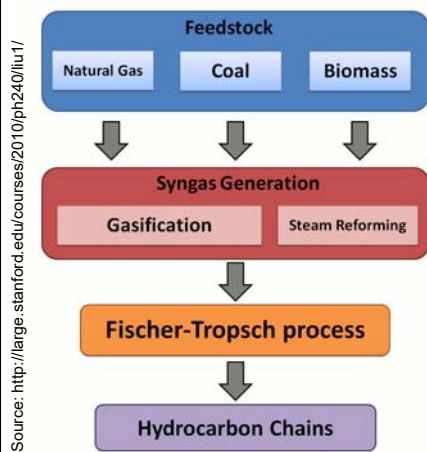 Source: http://large.stanford.edu/courses/2010/ph240/liu1/
Feedstock
Natural Gas
Coal
Biomass
Syngas Generation
Gasification
Steam Reforming
Fischer-Tropsch process
Hydrocarbon Chains